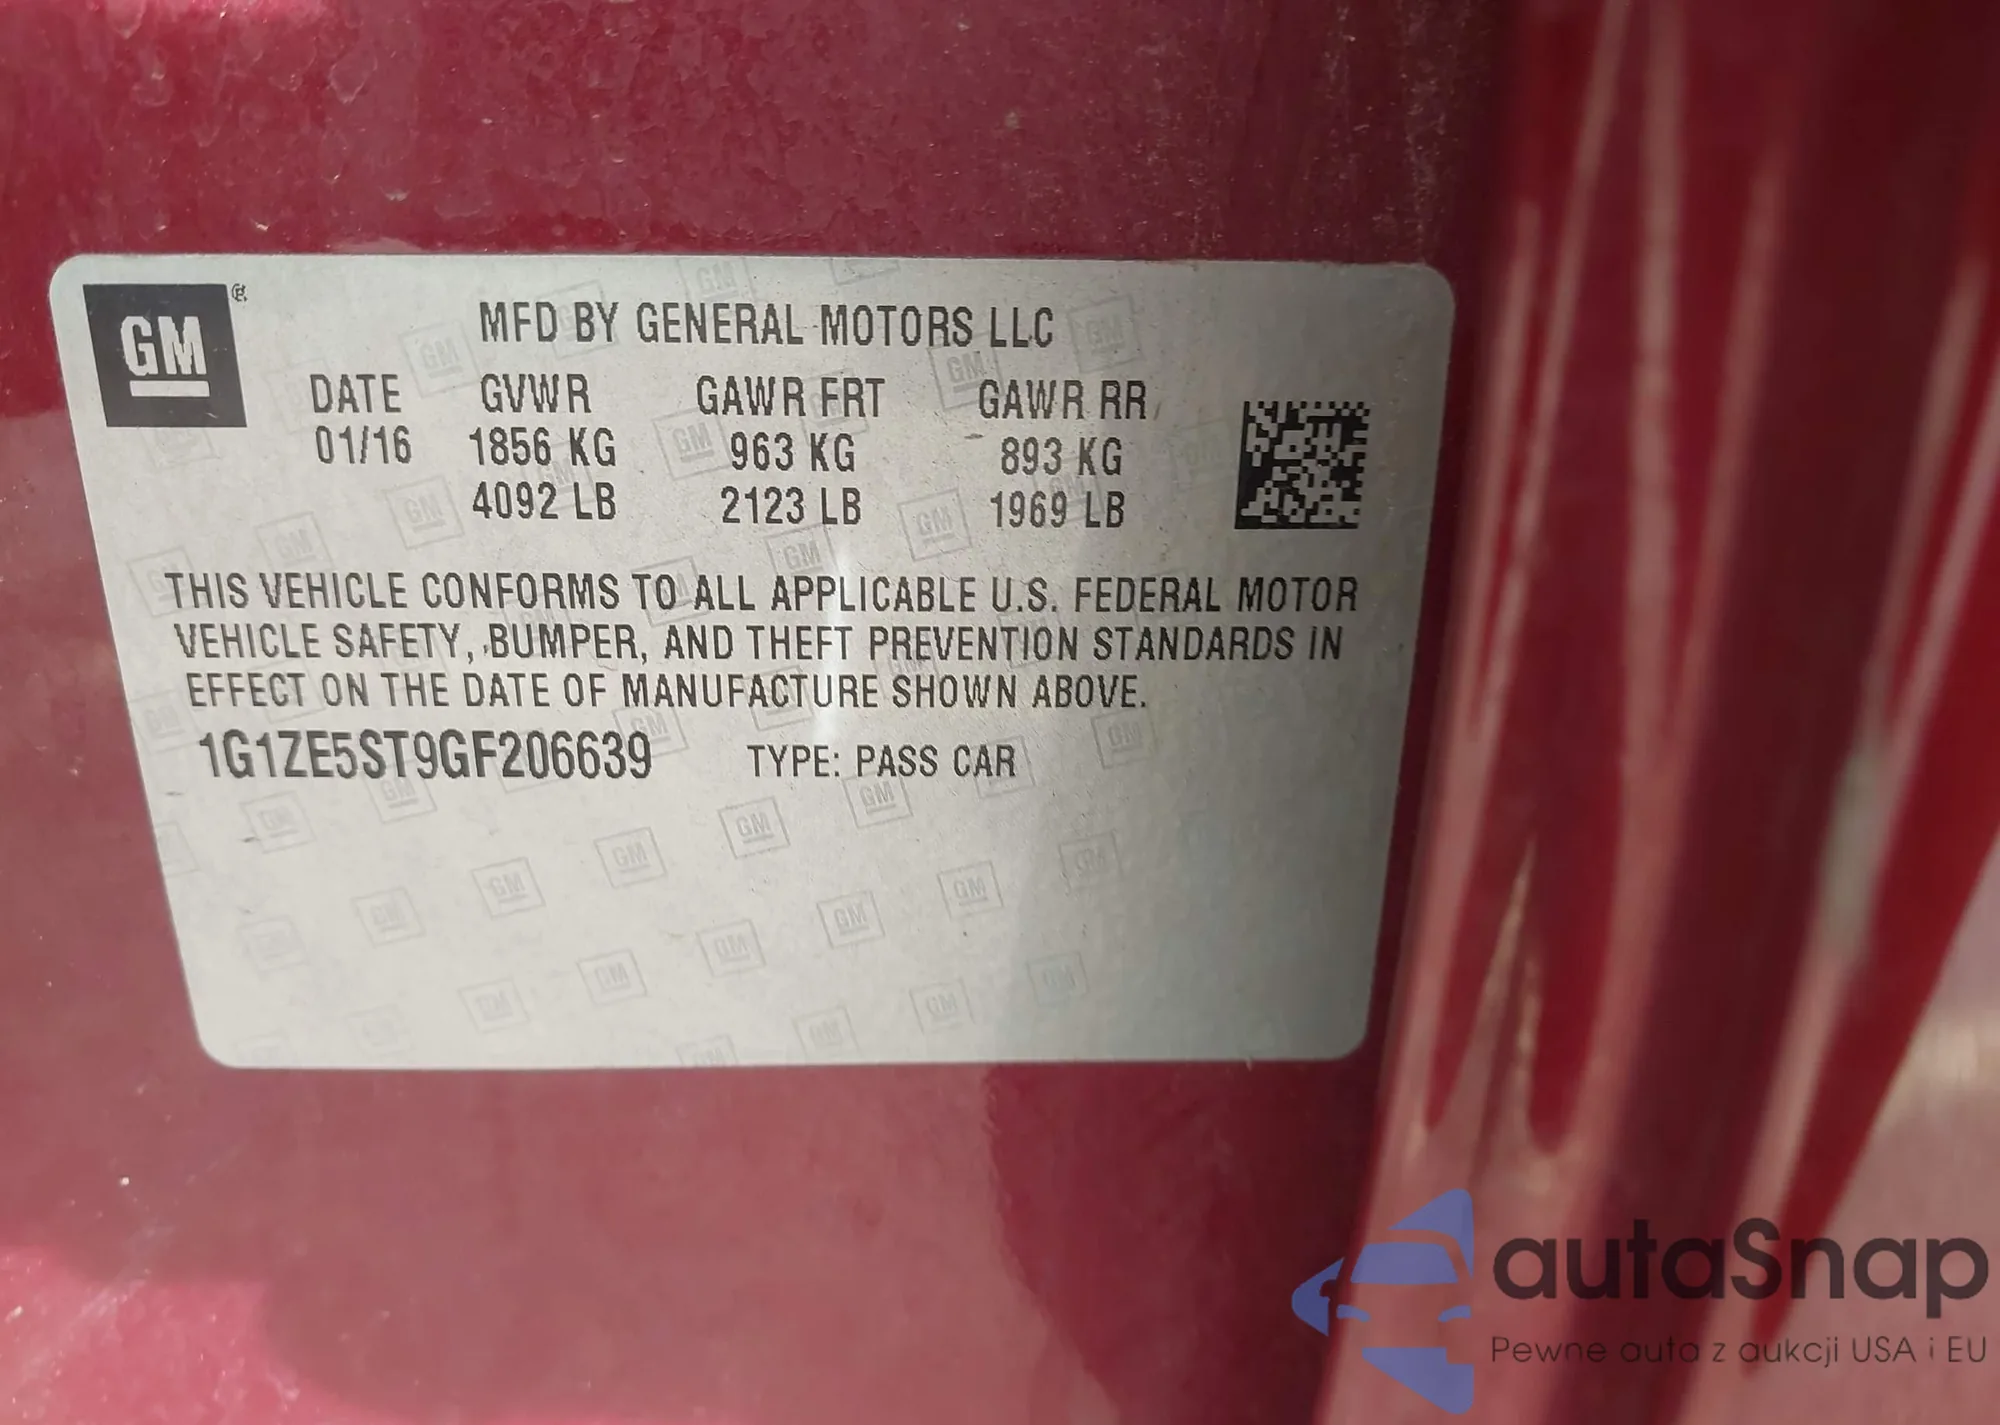 GM ®
MFD BY GENERAL MOTORS LLC
DATE GVWR GAWR FRT GAWR RR
01/16 1856 KG 963 KG 893 KG
4092 LB 2123 LB 1969 LB
THIS VEHICLE CONFORMS TO ALL APPLICABLE U.S. FEDERAL MOTOR
VEHICLE SAFETY, BUMPER, AND THEFT PREVENTION STANDARDS IN
EFFECT ON THE DATE OF MANUFACTURE SHOWN ABOVE.
1G1ZE5ST9GF206639 TYPE: PASS CAR
autaSnap
Pewne auta z aukcji USA i EU